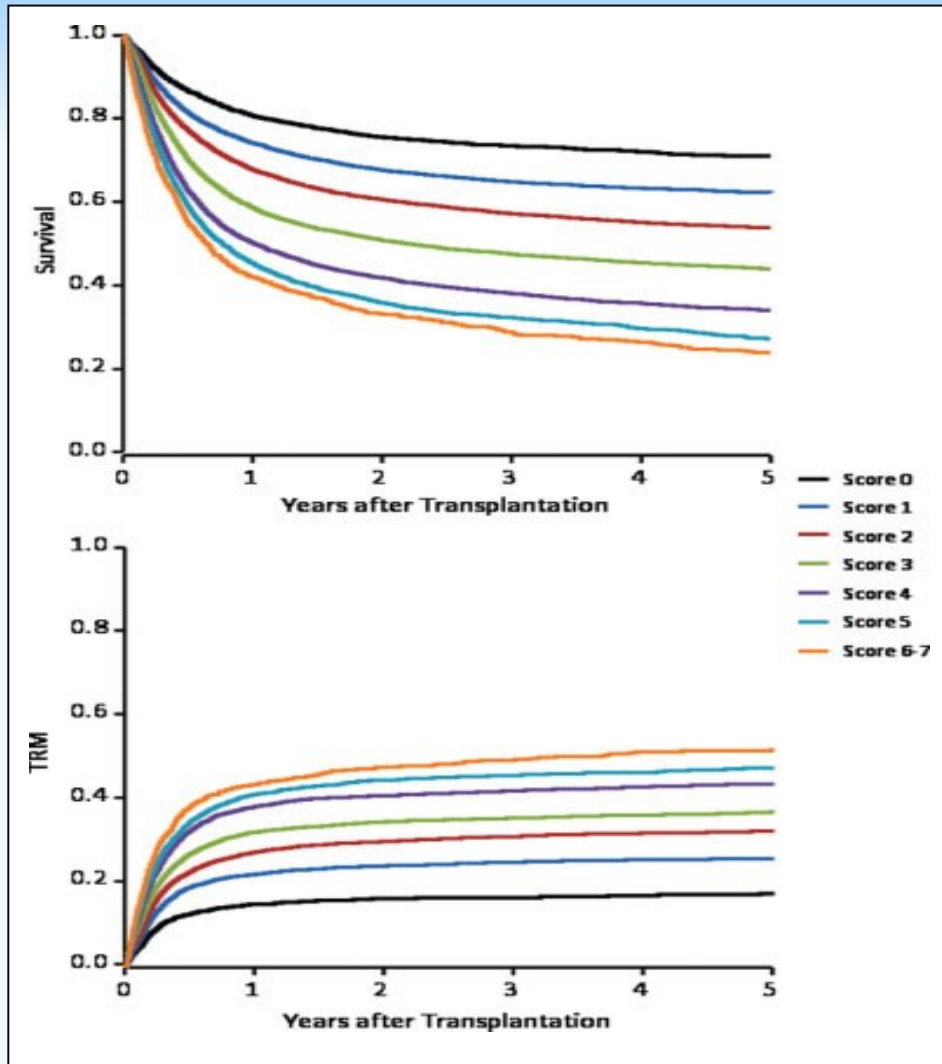 1.0
0.8
0.6
0.4
0.2
0.0
Survival
0 1 2 3 4 5
Years after Transplantation
Score 0
Score 1
Score 2
Score 3
Score 4
Score 5
Score 6-7
1.0
0.8
0.6
0.4
0.2
0.0
TRM
0 1 2 3 4 5
Years after Transplantation